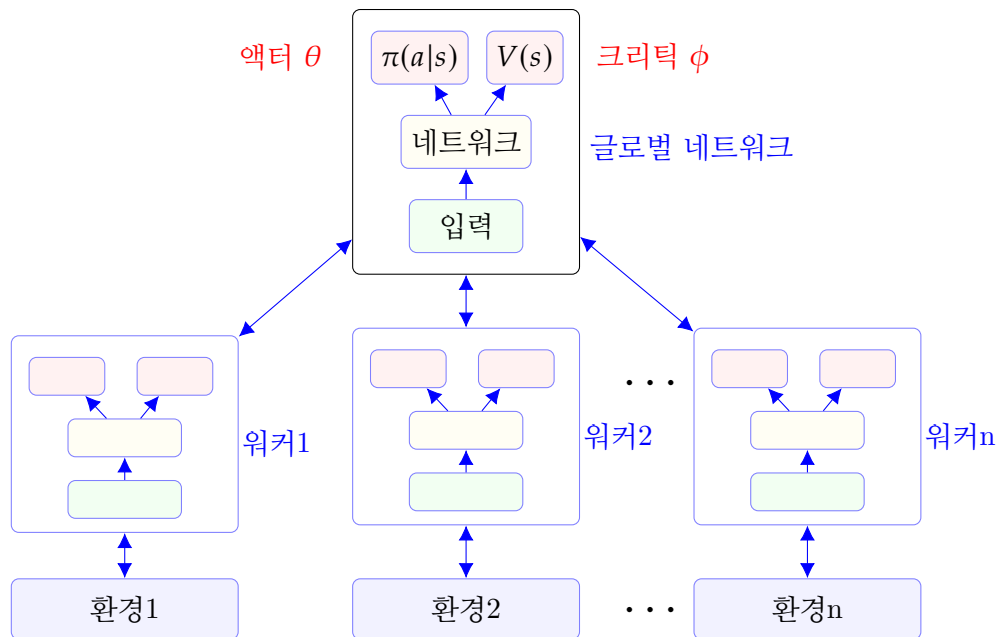 액터 θ
π(a|s)
V(s)
크리틱 ϕ
네트워크
글로벌 네트워크
입력
···
워커1
워커2
워커n
환경1
환경2
···
환경n